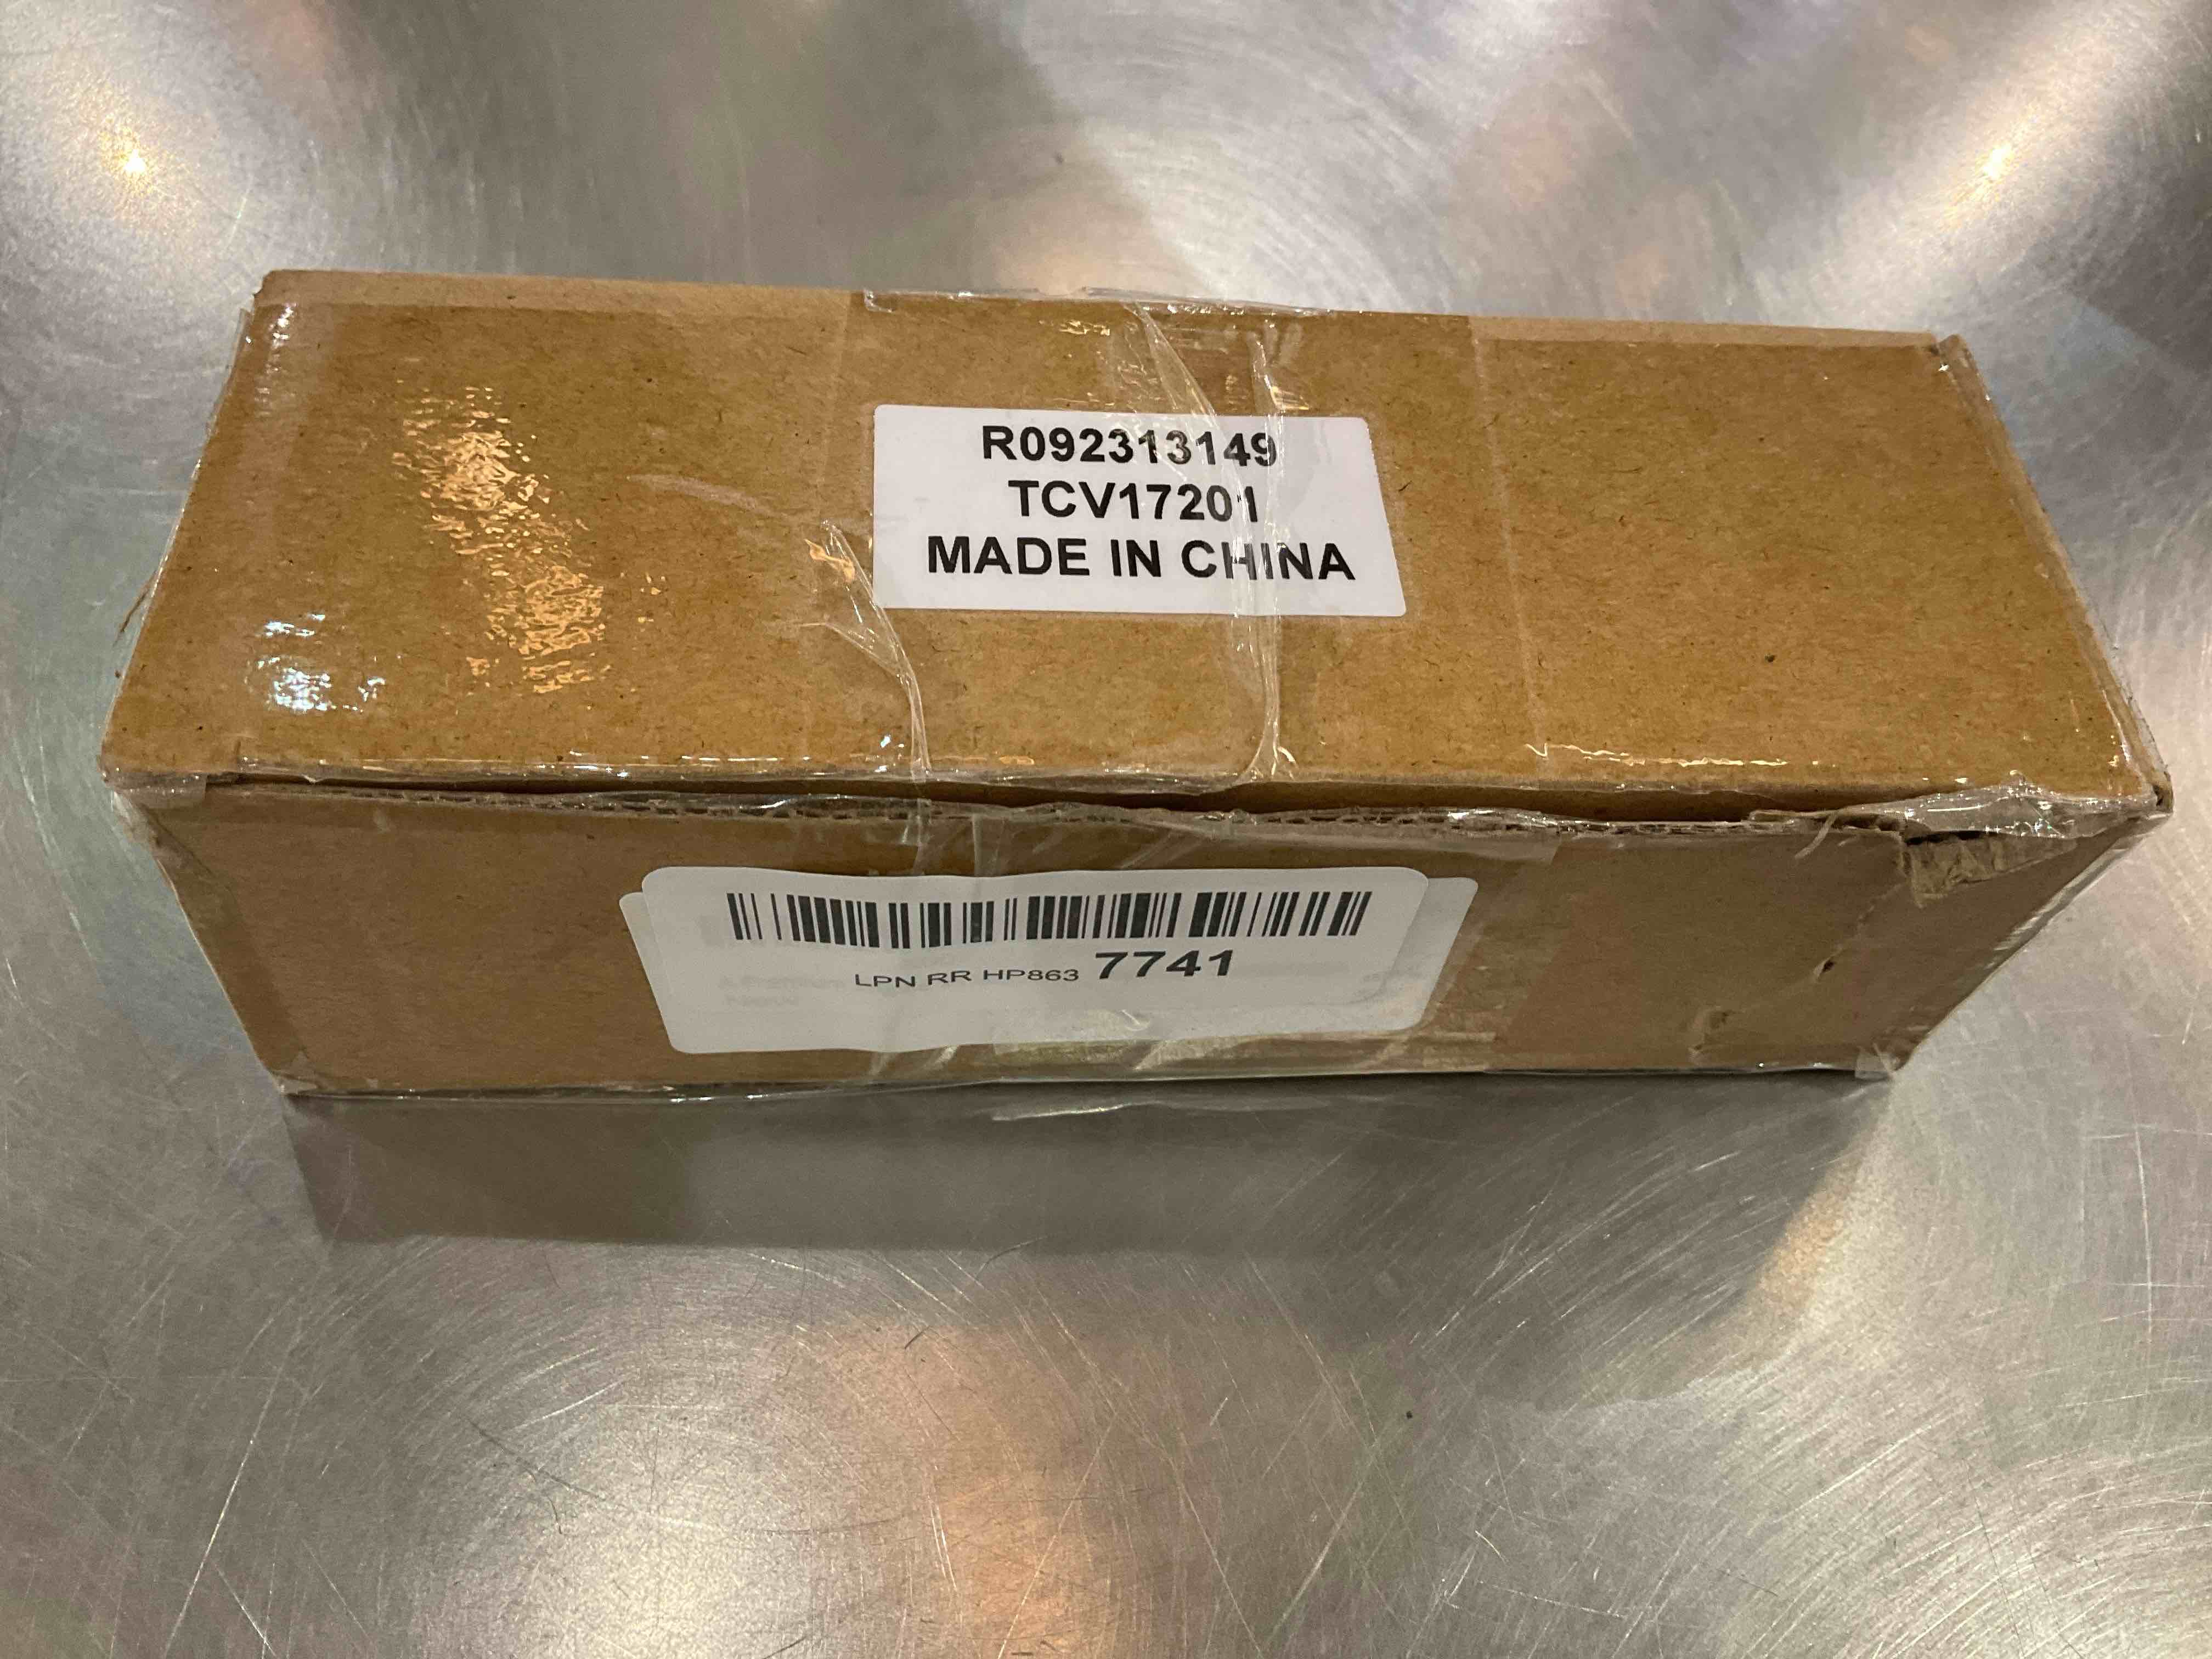 R092313149
TCV17201
MADE IN CHINA
LPN RR HP863 7741